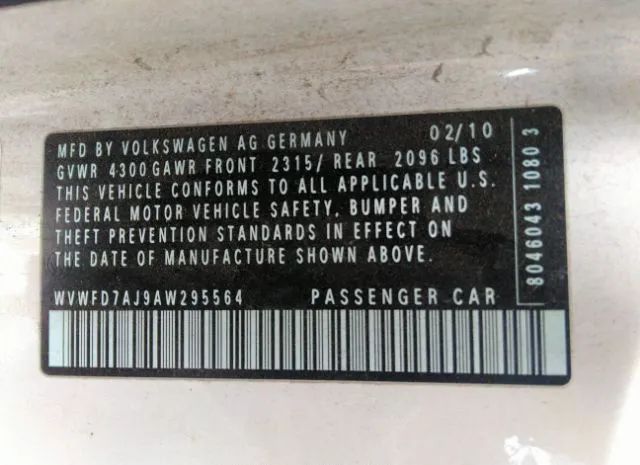 MFD BY VOLKSWAGEN AG GERMANY 02/10
GVWR 4300GAWR FRONT 2315/ REAR 2096 LBS
THIS VEHICLE CONFORMS TO ALL APPLICABLE U.S.
FEDERAL MOTOR VEHICLE SAFETY, BUMPER AND
THEFT PREVENTION STANDARDS IN EFFECT ON
THE DATE OF MANUFACTURE SHOWN ABOVE.
WVWFD7AJ9AW295564 PASSENGER CAR
8046043 1080 3